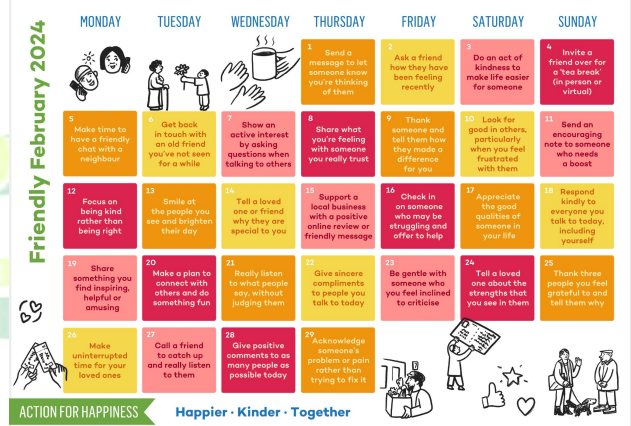 Friendly February 2024
MONDAY TUESDAY WEDNESDAY THURSDAY FRIDAY SATURDAY SUNDAY
1
Send a
message to let
someone know
you're thinking
of them
2
Ask a friend
how they have
been feeling
recently
3
Do an act of
kindness to
make life easier
for someone
4
Invite a
friend over for
a 'tea break'
(in person or
virtual)
5
Make time to
have a friendly
chat with a
neighbour
6
Get back
in touch with
an old friend
you've not seen
for a while
7
Show an
active interest
by asking
questions when
talking to others
8
Share what
you're feeling
with someone
you really trust
9
Thank
someone and
tell them how
they made a
difference
for you
10
Look for
good in others,
particularly
when you feel
frustrated
with them
11
Send an
encouraging
note to someone
who needs
a boost
12
Focus on
being kind
rather than
being right
13
Smile at
the people you
see and brighten
their day
14
Tell a loved
one or friend
why they are
special to you
15
Support a
local business
with a positive
online review or
friendly message
16
Check in
on someone
who may be
struggling and
offer to help
17
Appreciate
the good
qualities of
someone in
your life
18
Respond
kindly to
everyone you
talk to today,
including
yourself
19
Share
something you
find inspiring,
helpful or
amusing
20
Make a plan to
connect with
others and do
something fun
21
Really listen
to what people
say, without
judging them
22
Give sincere
compliments
to people you
talk to today
23
Be gentle with
someone who
you feel inclined
to criticise
24
Tell a loved
one about the
strengths that
you see in them
25
Thank three
people you feel
grateful to and
tell them why
26
Make
uninterrupted
time for your
loved ones
27
Call a friend
to catch up
and really listen
to them
28
Give positive
comments to as
many people as
possible today
29
Acknowledge
someone's
problem or pain
rather than
trying to fix it
ACTION FOR HAPPINESS
Happier · Kinder · Together